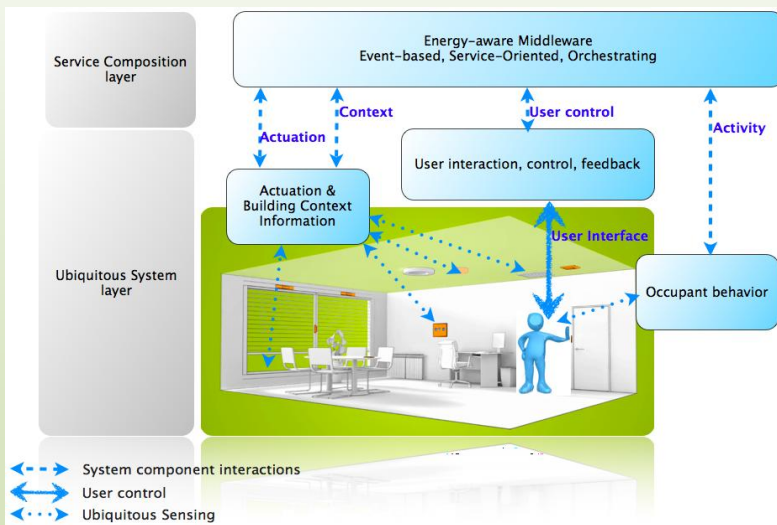 Energy-aware Middleware
Event-based, Service-Oriented, Orchestrating
Service Composition
layer
Actuation
Context
User control
Activity
Actuation &
Building Context
Information
User interaction, control, feedback
User Interface
Ubiquitous System
layer
Occupant behavior
System component interactions
User control
Ubiquitous Sensing